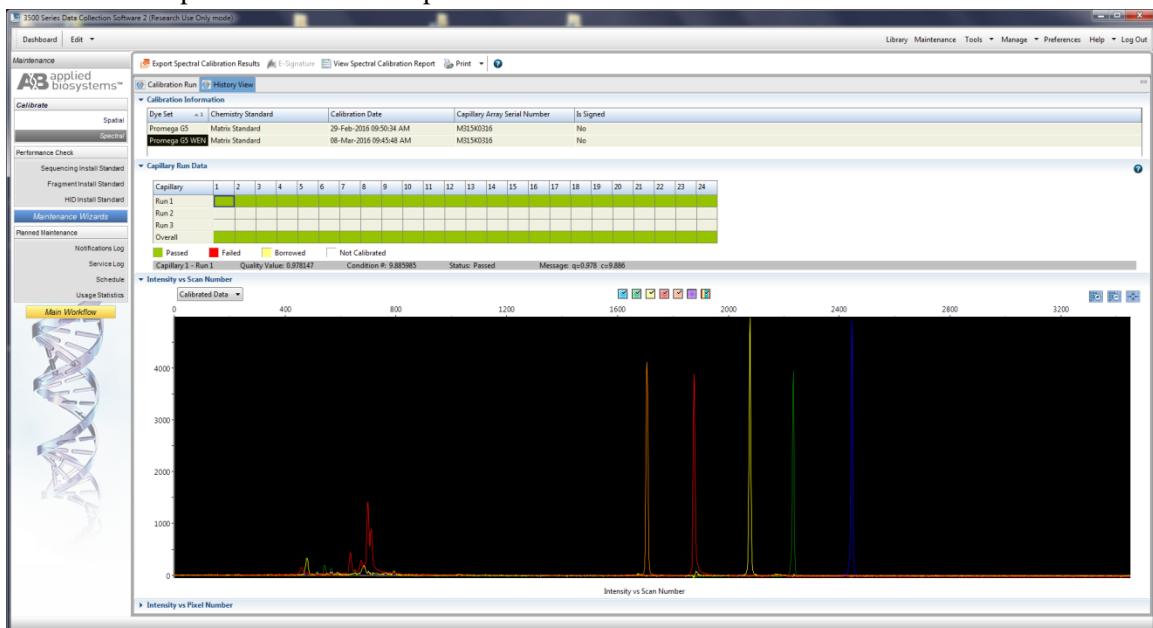 3500 Series Data Collection Software 2 (Research Use Only mode)
Dashboard Edit Library Maintenance Tools Manage Preferences Help Log Out
Maintenance
Export Spectral Calibration Results E-Signature View Spectral Calibration Report Print
AB applied biosystems™
Calibration Run History View
Calibrate
Spatial
Spectral
Performance Check
Sequencing Install Standard
Fragment Install Standard
HID Install Standard
Maintenance Wizards
Planned Maintenance
Notifications Log
Service Log
Schedule
Usage Statistics
Main Workflow
Calibration Information
Dye Set Chemistry Standard Calibration Date Capillary Array Serial Number Is Signed
Promega G5 Matrix Standard 29-Feb-2016 09:50:34 AM M315K0316 No
Promega G5 WEN Matrix Standard 08-Mar-2016 09:45:48 AM M315K0316 No
Capillary Run Data
Capillary 1 2 3 4 5 6 7 8 9 10 11 12 13 14 15 16 17 18 19 20 21 22 23 24
Run 1
Run 2
Run 3
Overall
Passed Failed Borrowed Not Calibrated
Capillary 1 - Run 1 Quality Value: 0.978147 Condition #: 9.885985 Status: Passed Message: q=0.978 c=9.886
Intensity vs Scan Number
Calibrated Data
0 400 800 1200 1600 2000 2400 2800 3200
4000
3000
2000
1000
0
Intensity vs Scan Number
Intensity vs Pixel Number